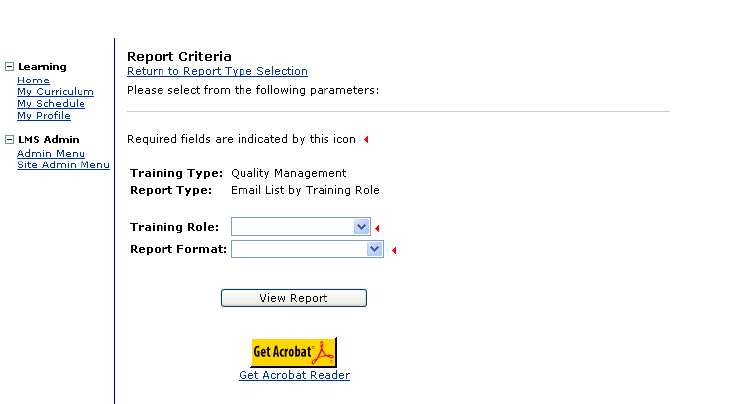 Learning
Home
My Curriculum
My Schedule
My Profile
LMS Admin
Admin Menu
Site Admin Menu
Report Criteria
Return to Report Type Selection
Please select from the following parameters:
Required fields are indicated by this icon
Training Type: Quality Management
Report Type: Email List by Training Role
Training Role:
Report Format:
View Report
Get Acrobat
Get Acrobat Reader